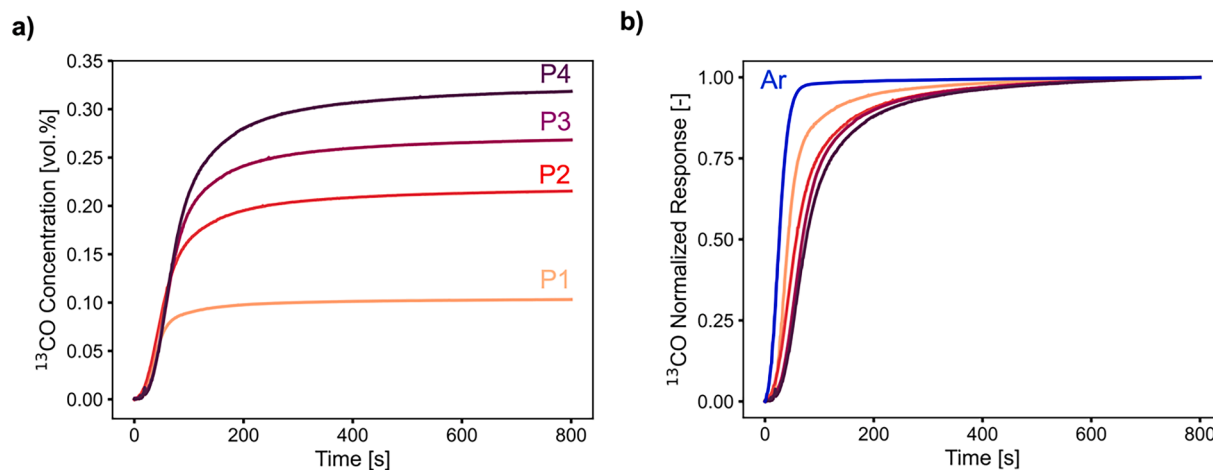 a)
¹³CO Concentration [vol.%]
0.35
0.30
0.25
0.20
0.15
0.10
0.05
0.00
P4
P3
P2
P1
0
200
400
600
800
Time [s]
b)
¹³CO Normalized Response [-]
1.00
0.75
0.50
0.25
0.00
Ar
0
200
400
600
800
Time [s]